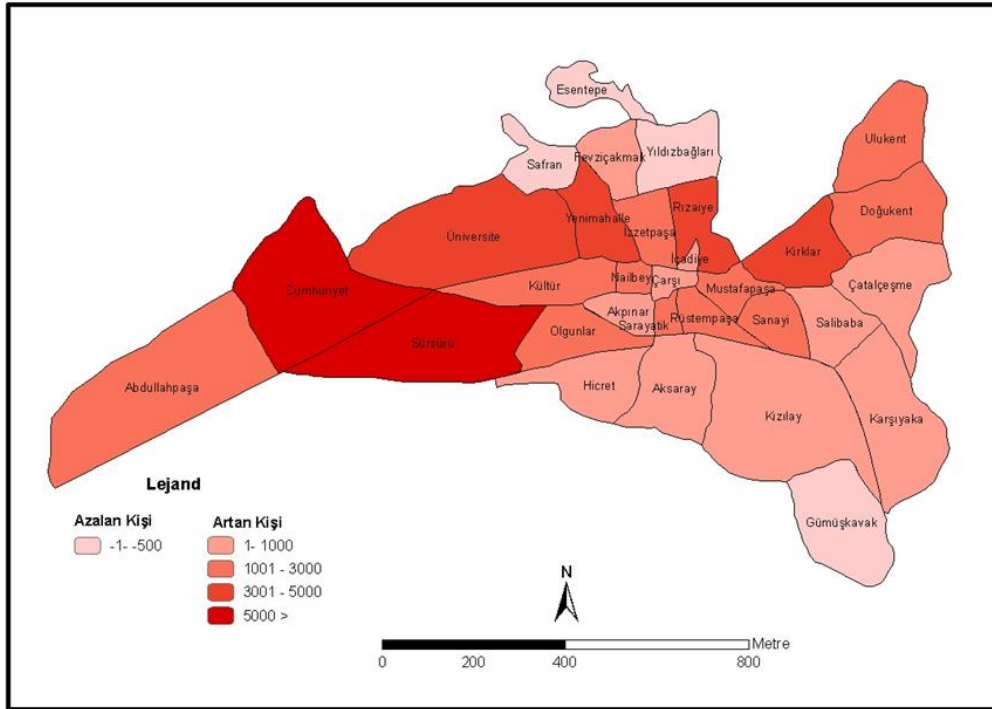 Esentepe
Ulukent
Safran
Fevziçakmak
Yıldızbağları
Yenimahalle
Rızaiye
Doğukent
Üniversite
İzzetpaşa
Kırklar
İcadiye
Cumhuriyet
Kültür
Nailbey
Çarşı
Mustafapaşa
Çatalçeşme
Akpınar
Sarayatik
Rüstempaşa
Sanayi
Salibaba
Sürsürü
Olgunlar
Abdullahpaşa
Hicret
Aksaray
Kızılay
Karşıyaka
Gümüşkavak
Lejand
Azalan Kişi
-1- -500
Artan Kişi
1- 1000
1001 - 3000
3001 - 5000
5000 >
N
Metre
0 200 400 800